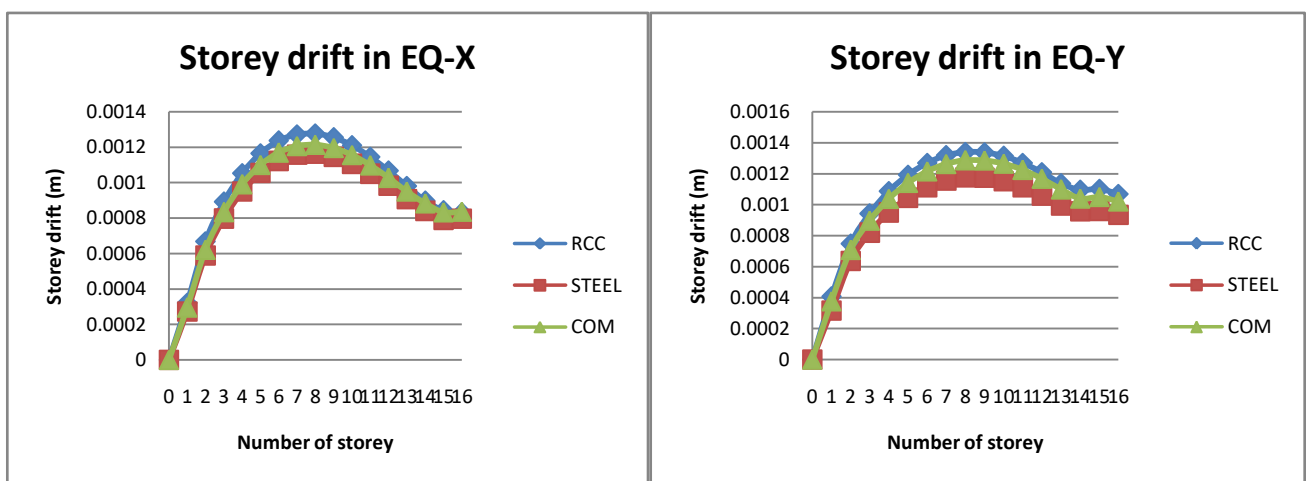 Storey drift in EQ-X
0.0014
0.0012
0.001
0.0008
0.0006
0.0004
0.0002
0
0 1 2 3 4 5 6 7 8 9 10 11 12 13 14 15 16
Storey drift (m)
Number of storey
RCC
STEEL
COM
Storey drift in EQ-Y
0.0016
0.0014
0.0012
0.001
0.0008
0.0006
0.0004
0.0002
0
0 1 2 3 4 5 6 7 8 9 10 11 12 13 14 15 16
Storey drift (m)
Number of storey
RCC
STEEL
COM